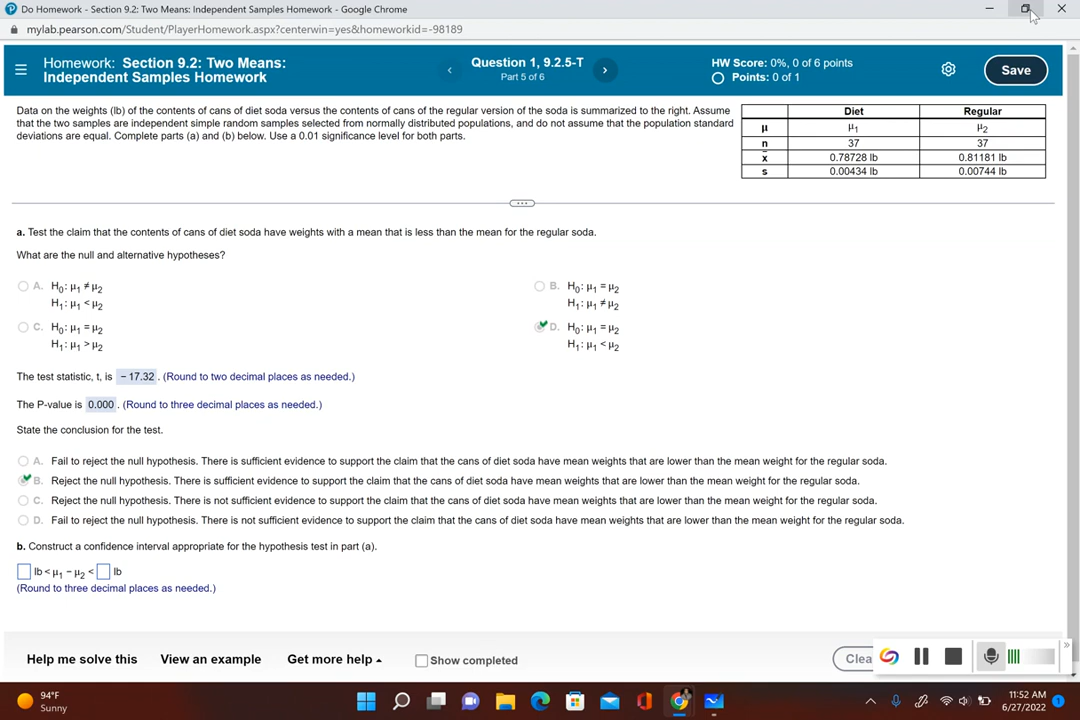 Do Homework - Section 9.2: Two Means: Independent Samples Homework - Google Chrome
mylab.pearson.com/Student/PlayerHomework.aspx?centerwin=yes&homeworkid=-98189
Homework: Section 9.2: Two Means: Independent Samples Homework
Question 1, 9.2.5-T
Part 5 of 6
HW Score: 0%, 0 of 6 points
Points: 0 of 1
Save
Data on the weights (lb) of the contents of cans of diet soda versus the contents of cans of the regular version of the soda is summarized to the right. Assume
that the two samples are independent simple random samples selected from normally distributed populations, and do not assume that the population standard
deviations are equal. Complete parts (a) and (b) below. Use a 0.01 significance level for both parts.
Diet Regular
μ μ1 μ2
n 37 37
x̄ 0.78728 lb 0.81181 lb
s 0.00434 lb 0.00744 lb
a. Test the claim that the contents of cans of diet soda have weights with a mean that is less than the mean for the regular soda.
What are the null and alternative hypotheses?
A. H0: μ1 ≠ μ2
H1: μ1 < μ2
B. H0: μ1 = μ2
H1: μ1 ≠ μ2
C. H0: μ1 = μ2
H1: μ1 > μ2
D. H0: μ1 = μ2
H1: μ1 < μ2
The test statistic, t, is − 17.32. (Round to two decimal places as needed.)
The P-value is 0.000. (Round to three decimal places as needed.)
State the conclusion for the test.
A. Fail to reject the null hypothesis. There is sufficient evidence to support the claim that the cans of diet soda have mean weights that are lower than the mean weight for the regular soda.
B. Reject the null hypothesis. There is sufficient evidence to support the claim that the cans of diet soda have mean weights that are lower than the mean weight for the regular soda.
C. Reject the null hypothesis. There is not sufficient evidence to support the claim that the cans of diet soda have mean weights that are lower than the mean weight for the regular soda.
D. Fail to reject the null hypothesis. There is not sufficient evidence to support the claim that the cans of diet soda have mean weights that are lower than the mean weight for the regular soda.
b. Construct a confidence interval appropriate for the hypothesis test in part (a).
lb < μ1 − μ2 < lb
(Round to three decimal places as needed.)
Help me solve this
View an example
Get more help
Show completed
Clea
94°F
Sunny
11:52 AM
6/27/2022
1